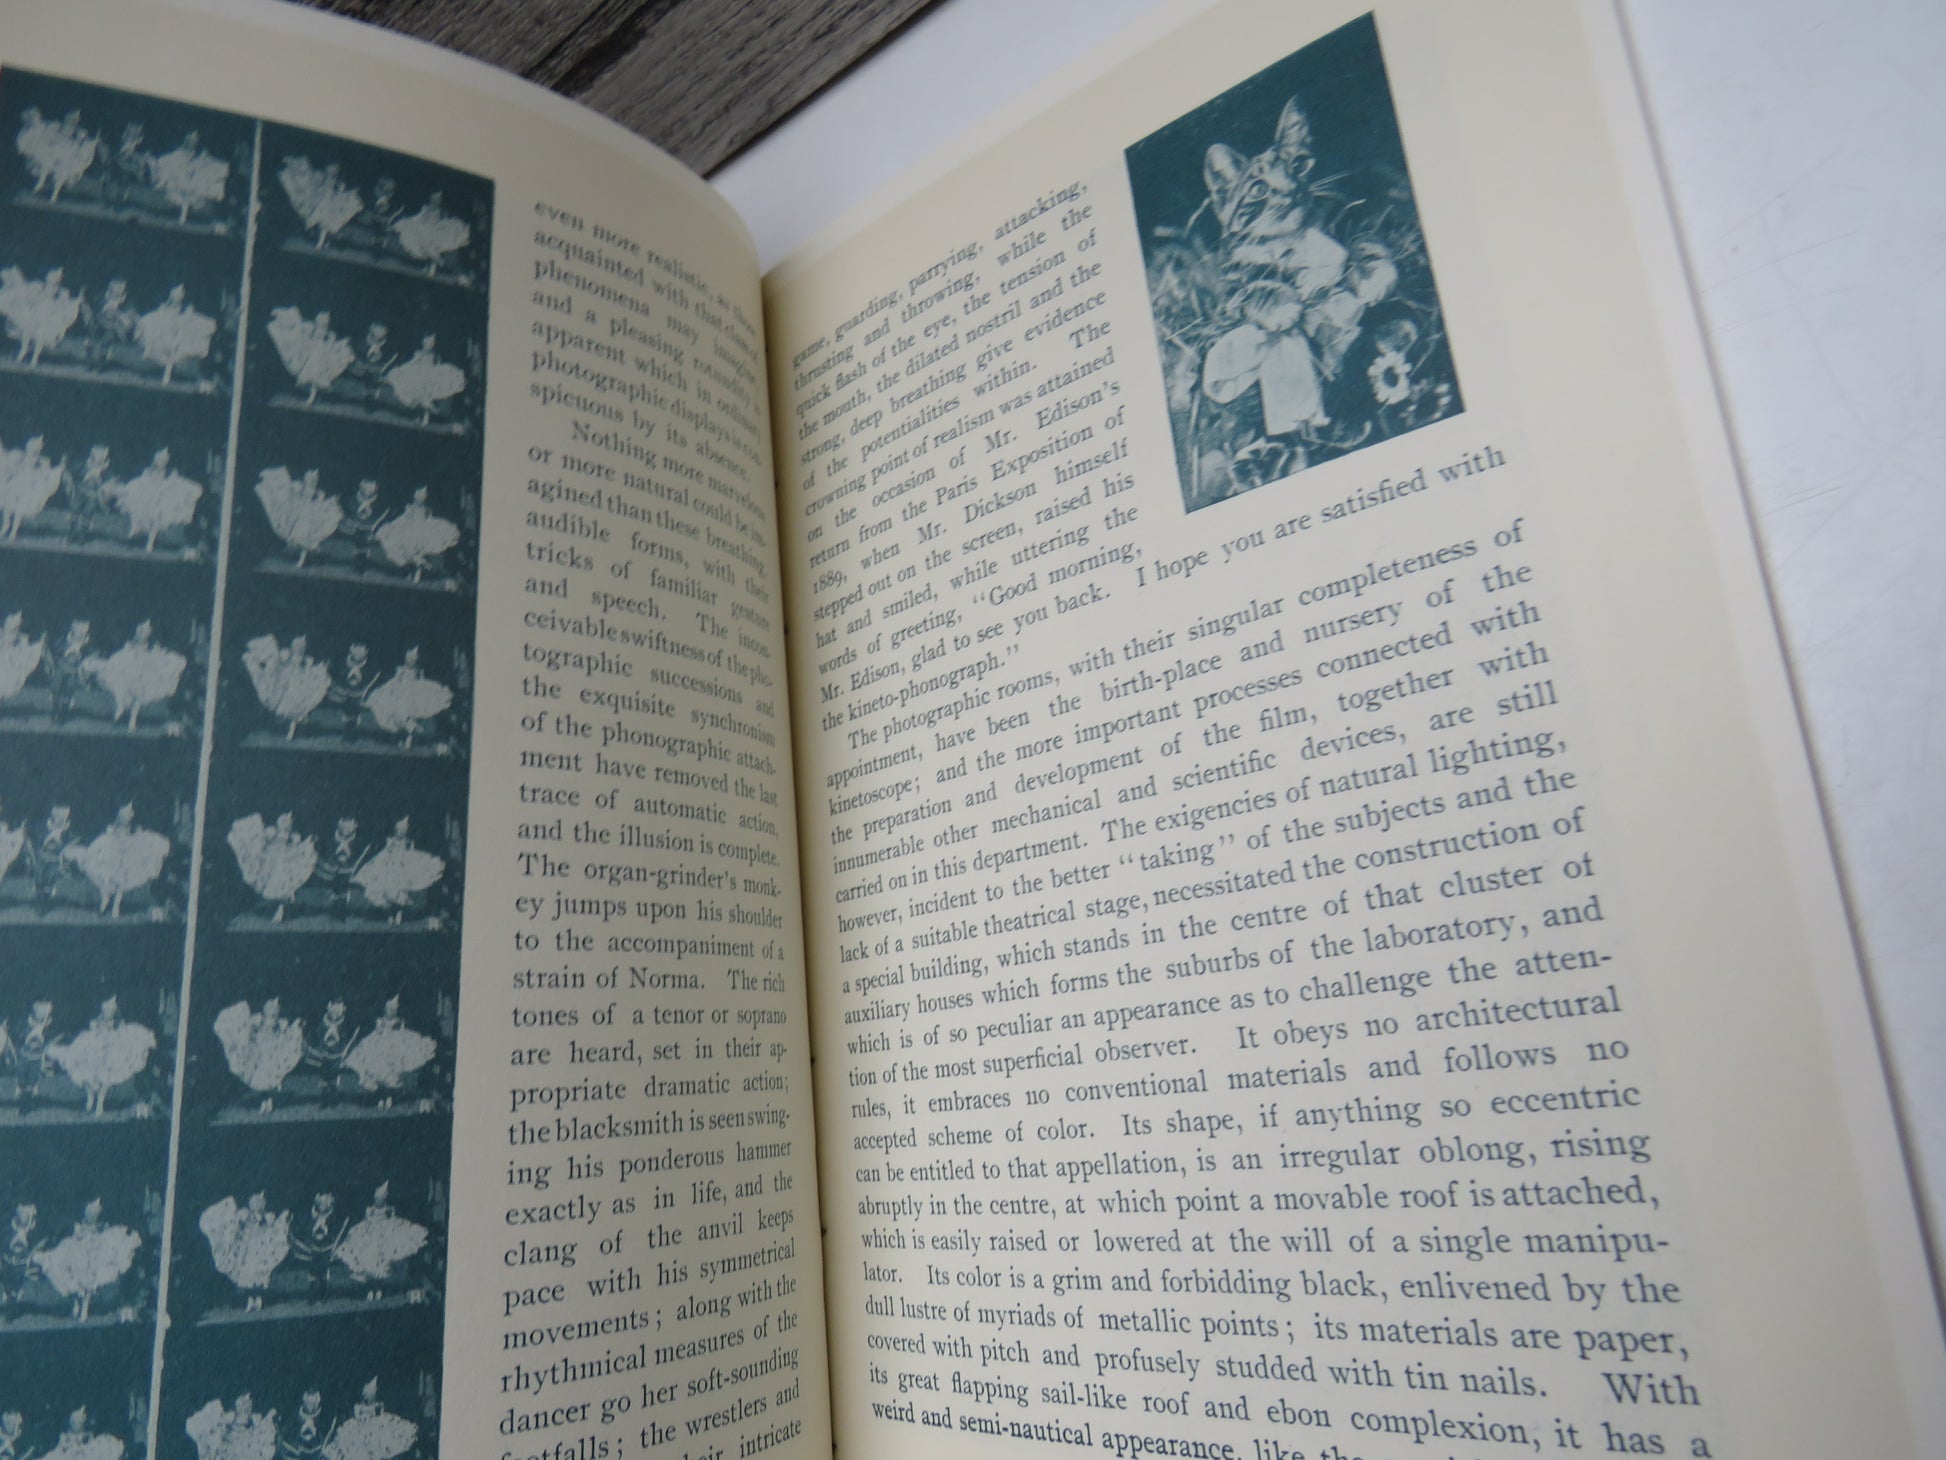 even more realistic, as those
acquainted with that class of
phenomena may imagine,
and a pleasing rotundity is
apparent which in ordinary
photographic displays is con-
spicuous by its absence.
Nothing more marvelous
or more natural could be im-
agined than these breathing,
audible forms, with their
tricks of familiar gesture
and speech. The incon-
ceivable swiftness of the pho-
tographic successions and
the exquisite synchronism
of the phonographic attach-
ment have removed the last
trace of automatic action,
and the illusion is complete.
The organ-grinder's monk-
ey jumps upon his shoulder
to the accompaniment of a
strain of Norma. The rich
tones of a tenor or soprano
are heard, set in their ap-
propriate dramatic action;
the blacksmith is seen swing-
ing his ponderous hammer
exactly as in life, and the
clang of the anvil keeps
pace with his symmetrical
movements; along with the
rhythmical measures of the
dancer go her soft-sounding
footfalls; the wrestlers and
their intricate
game, guarding, parrying, attacking,
thrusting and throwing, while the
quick flash of the eye, the tension of
the mouth, the dilated nostril and the
strong, deep breathing give evidence
of the potentialities within. The
crowning point of realism was attained
on the occasion of Mr. Edison's
return from the Paris Exposition of
1889, when Mr. Dickson himself
stepped out on the screen, raised his
hat and smiled, while uttering the
words of greeting, "Good morning,
Mr. Edison, glad to see you back. I hope you are satisfied with
the kineto-phonograph."
The photographic rooms, with their singular completeness of
appointment, have been the birth-place and nursery of the
kinetoscope; and the more important processes connected with
the preparation and development of the film, together with
innumerable other mechanical and scientific devices, are still
carried on in this department. The exigencies of natural lighting,
however, incident to the better "taking" of the subjects and the
lack of a suitable theatrical stage, necessitated the construction of
a special building, which stands in the centre of that cluster of
auxiliary houses which forms the suburbs of the laboratory, and
which is of so peculiar an appearance as to challenge the atten-
tion of the most superficial observer. It obeys no architectural
rules, it embraces no conventional materials and follows no
accepted scheme of color. Its shape, if anything so eccentric
can be entitled to that appellation, is an irregular oblong, rising
abruptly in the centre, at which point a movable roof is attached,
which is easily raised or lowered at the will of a single manipu-
lator. Its color is a grim and forbidding black, enlivened by the
dull lustre of myriads of metallic points; its materials are paper,
covered with pitch and profusely studded with tin nails. With
its great flapping sail-like roof and ebon complexion, it has a
weird and semi-nautical appearance, like the